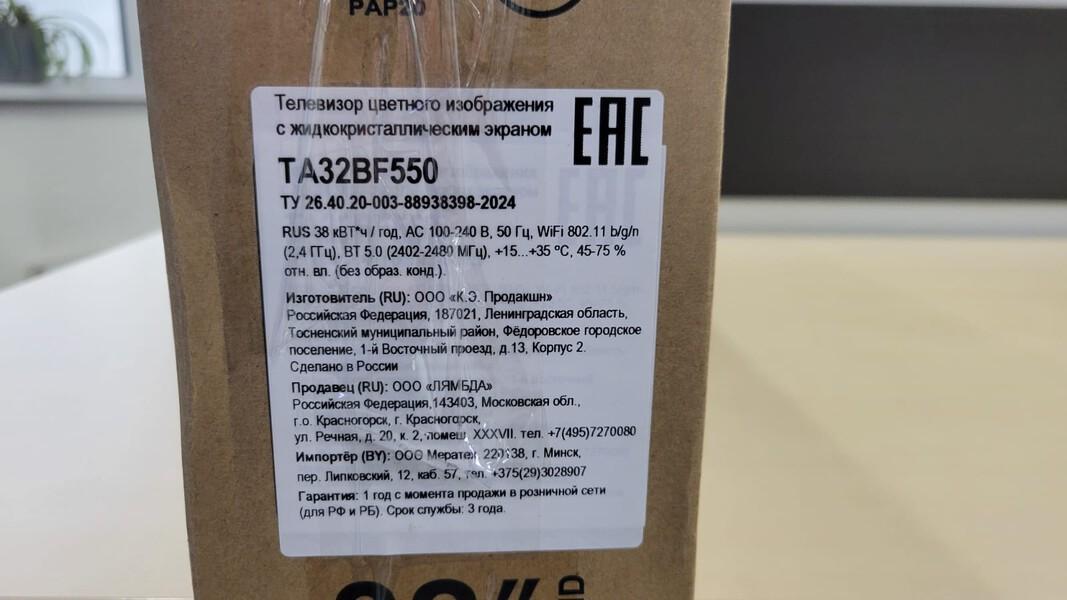 PAP20
Телевизор цветного изображения
с жидкокристаллическим экраном
EAC
TA32BF550
ТУ 26.40.20-003-88938398-2024
RUS 38 кВТ*ч / год, AC 100-240 В, 50 Гц, WiFi 802.11 b/g/n
(2,4 ГГц), BT 5.0 (2402-2480 МГц), +15...+35 ºC, 45-75 %
отн. вл. (без образ. конд.).
Изготовитель (RU): ООО «К.Э. Продакшн»
Российская Федерация, 187021, Ленинградская область,
Тосненский муниципальный район, Фёдоровское городское
поселение, 1-й Восточный проезд, д.13, Корпус 2.
Сделано в России
Продавец (RU): ООО «ЛЯМБДА»
Российская Федерация,143403, Московская обл.,
г.о. Красногорск, г. Красногорск,
ул. Речная, д. 20, к. 2, помещ. XXXVII. тел. +7(495)7270080
Импортёр (BY): ООО Мератех, г. Минск,
пер. Липковский, 12, каб. 57, тел. +375(29)3028907
Гарантия: 1 год с момента продажи в розничной сети
(для РФ и РБ). Срок службы: 3 года.